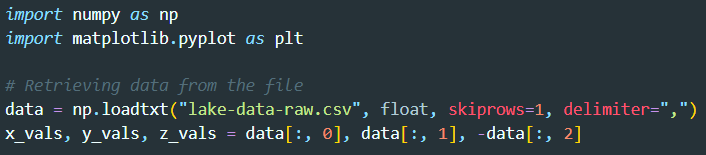 import numpy as np
import matplotlib.pyplot as plt
# Retrieving data from the file
data = np.loadtxt("lake-data-raw.csv", float, skiprows=1, delimiter=",")
x_vals, y_vals, z_vals = data[:, 0], data[:, 1], -data[:, 2]